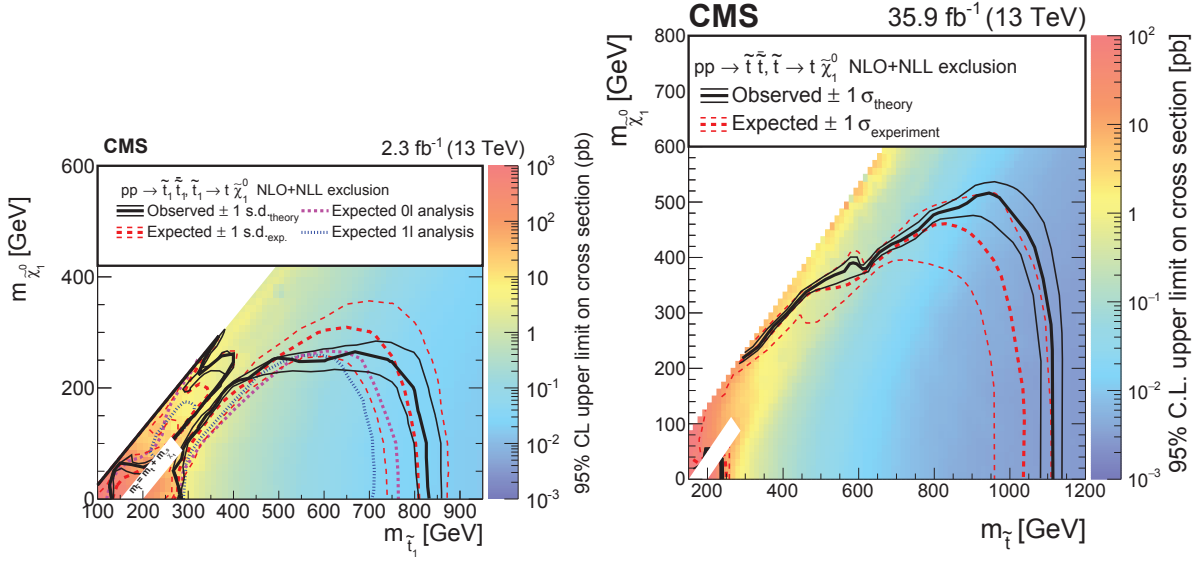 CMS 2.3 fb⁻¹ (13 TeV)
pp → t̃₁ t̃̄₁, t̃₁ → t χ̃₁⁰ NLO+NLL exclusion
Observed ± 1 s.d.theory Expected 0l analysis
Expected ± 1 s.d.exp. Expected 1l analysis
m_χ̃₁⁰ [GeV]
600
400
200
0
m_t̃ = m_t + m_χ̃₁⁰
100 200 300 400 500 600 700 800 900
m_t̃₁ [GeV]
10³
10²
10
1
10⁻¹
10⁻²
10⁻³
95% CL upper limit on cross section (pb)
CMS 35.9 fb⁻¹ (13 TeV)
pp → t̃ t̃̄, t̃ → t χ̃₁⁰ NLO+NLL exclusion
Observed ± 1 σtheory
Expected ± 1 σexperiment
m_χ̃₁⁰ [GeV]
800
700
600
500
400
300
200
100
0
200 400 600 800 1000 1200
m_t̃ [GeV]
10²
10
1
10⁻¹
10⁻²
10⁻³
95% C.L. upper limit on cross section [pb]